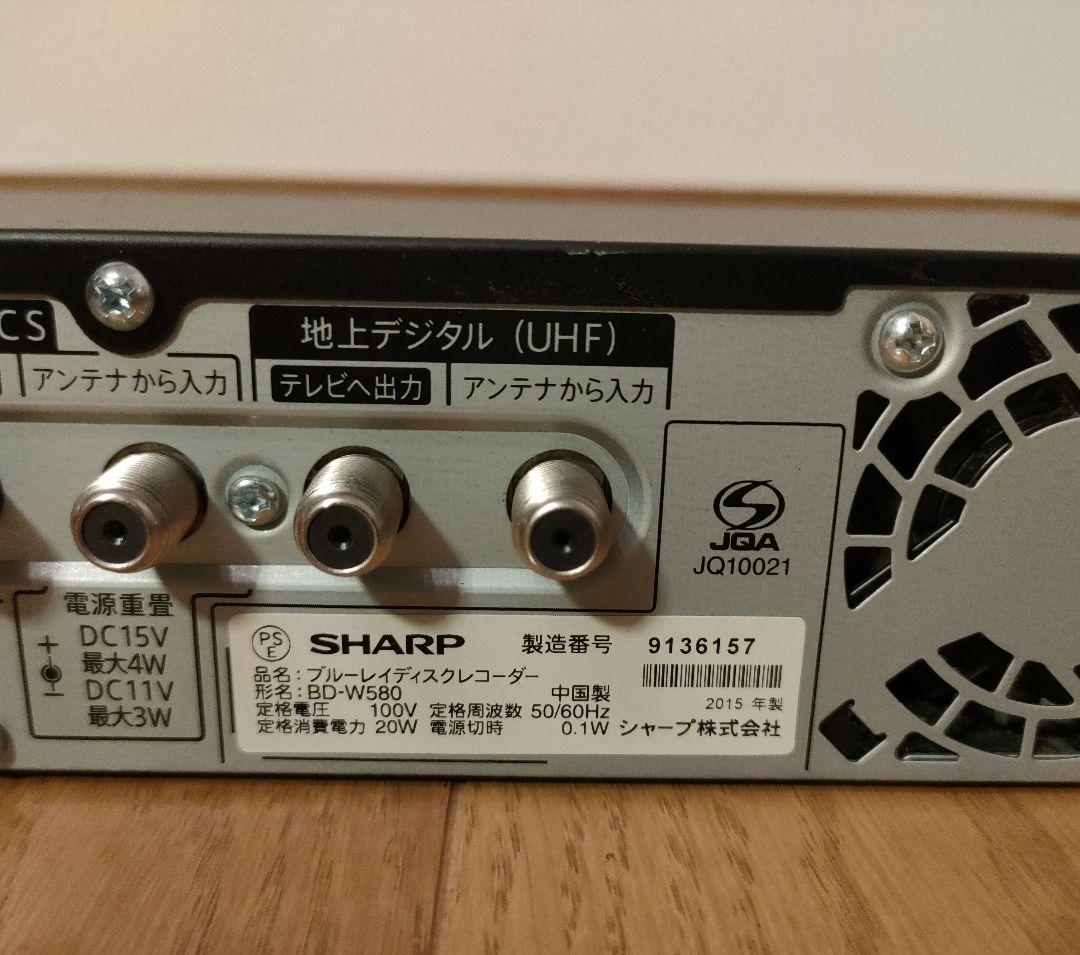 CS
地上デジタル (UHF)
アンテナから入力
テレビへ出力
アンテナから入力
JQA
JQ10021
電源重畳
DC15V
最大4W
DC11V
最大3W
PS
E
SHARP 製造番号 9136157
品名:ブルーレイディスクレコーダー
形名:BD-W580 中国製
定格電圧 100V 定格周波数 50/60Hz 2015 年製
定格消費電力 20W 電源切時 0.1W シャープ株式会社